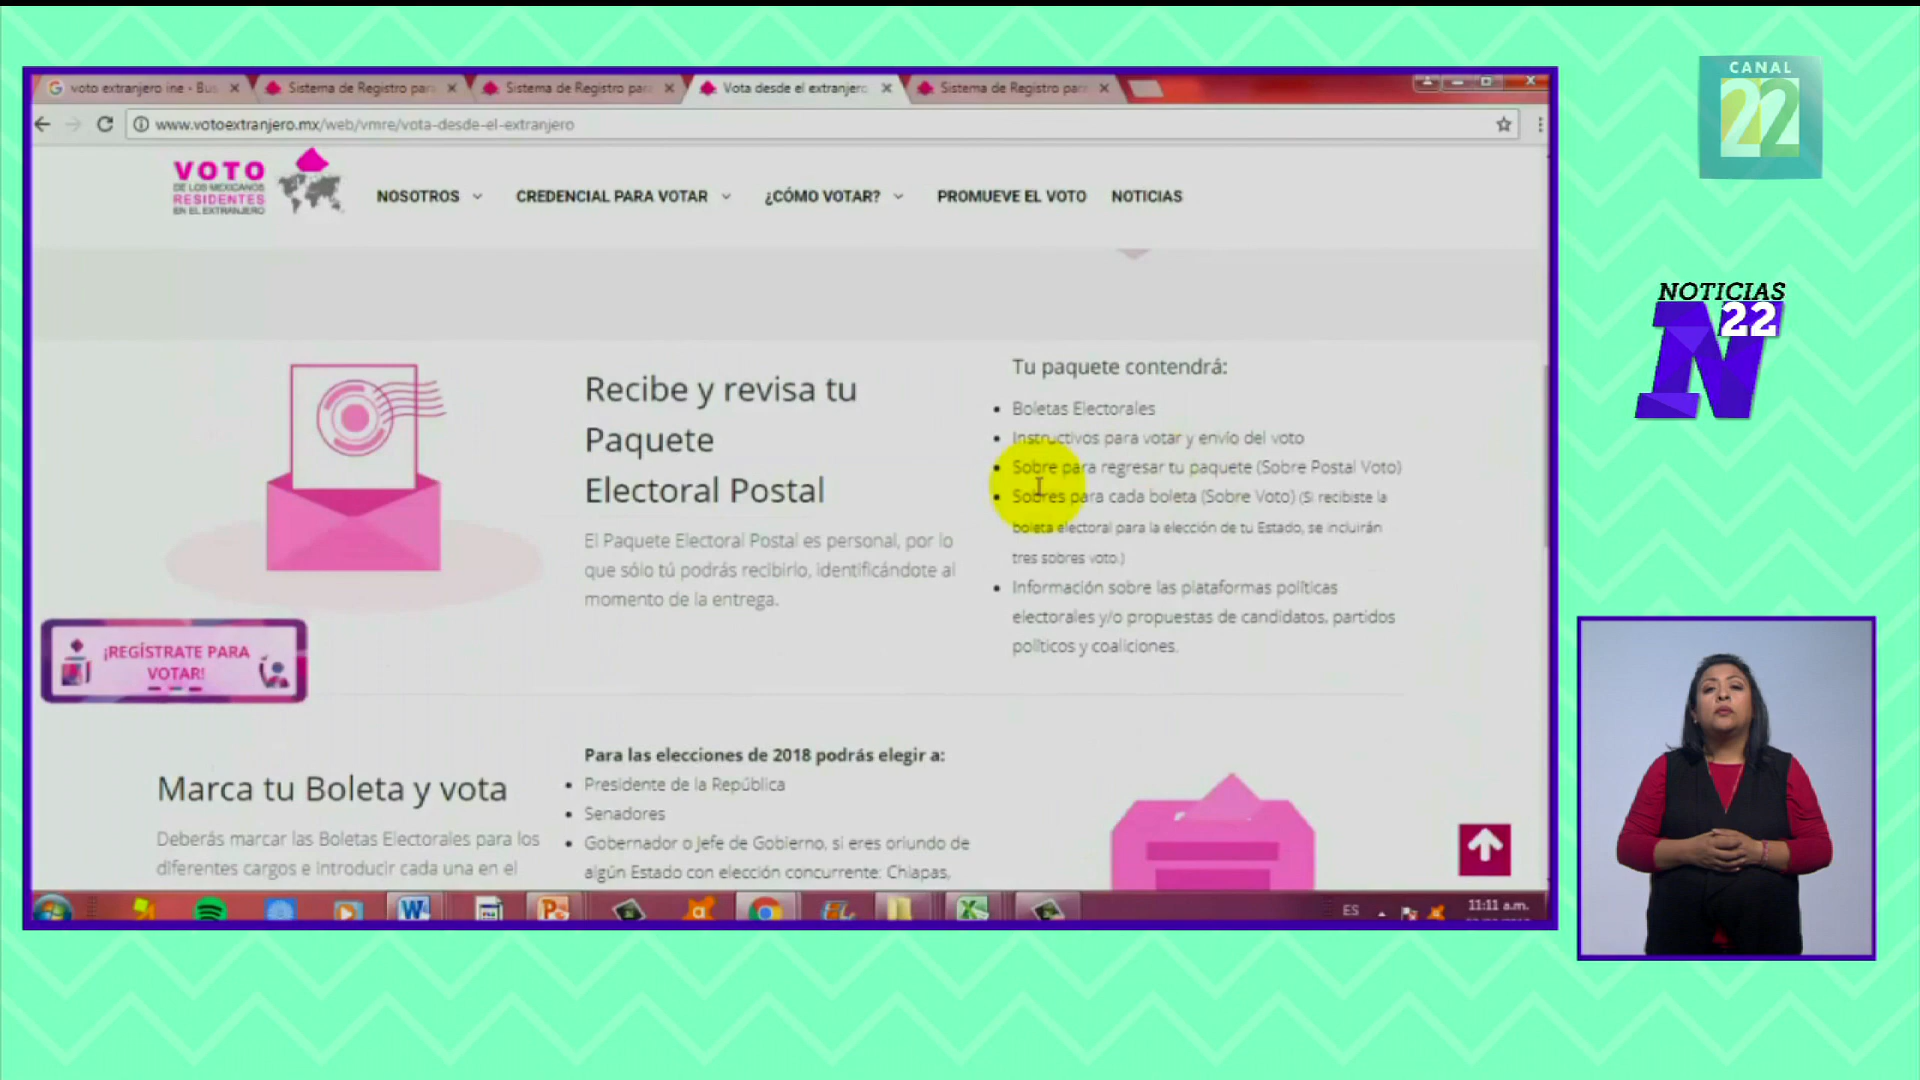 CANAL
22
NOTICIAS
22
N
voto extranjero ine - Bus
Sistema de Registro para
Sistema de Registro para
Vota desde el extranjero
Sistema de Registro para
www.votoextranjero.mx/web/vmre/vota-desde-el-extranjero
VOTO
DE LOS MEXICANOS
RESIDENTES
EN EL EXTRANJERO
NOSOTROS
CREDENCIAL PARA VOTAR
¿CÓMO VOTAR?
PROMUEVE EL VOTO
NOTICIAS
Recibe y revisa tu
Paquete
Electoral Postal
El Paquete Electoral Postal es personal, por lo
que sólo tú podrás recibirlo, identificándote al
momento de la entrega.
Tu paquete contendrá:
Boletas Electorales
Instructivos para votar y envío del voto
Sobre para regresar tu paquete (Sobre Postal Voto)
Sobres para cada boleta (Sobre Voto) (Si recibiste la
boleta electoral para la elección de tu Estado, se incluirán
tres sobres voto.)
Información sobre las plataformas políticas
electorales y/o propuestas de candidatos, partidos
políticos y coaliciones.
¡REGÍSTRATE PARA
VOTAR!
Marca tu Boleta y vota
Deberás marcar las Boletas Electorales para los
diferentes cargos e introducir cada una en el
Para las elecciones de 2018 podrás elegir a:
Presidente de la República
Senadores
Gobernador o Jefe de Gobierno, si eres oriundo de
algún Estado con elección concurrente: Chiapas,
ES
11:11 a.m.